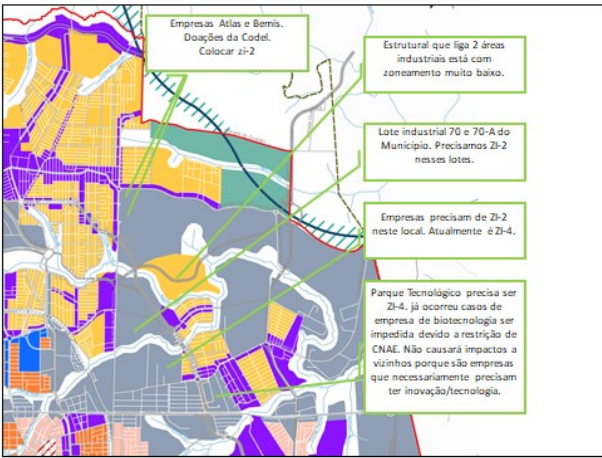 Empresas Atlas e Bemis.
Doações da Codel.
Colocar zi-2
Estrutural que liga 2 áreas
industriais está com
zoneamento muito baixo.
Lote industrial 70 e 70-A do
Município. Precisamos ZI-2
nesses lotes.
Empresas precisam de ZI-2
neste local. Atualmente é ZI-4.
Parque Tecnológico precisa ser
ZI-4. já ocorreu casos de
empresa de biotecnologia ser
impedida devido a restrição de
CNAE. Não causará impactos a
vizinhos porque são empresas
que necessariamente precisam
ter inovação/tecnologia.